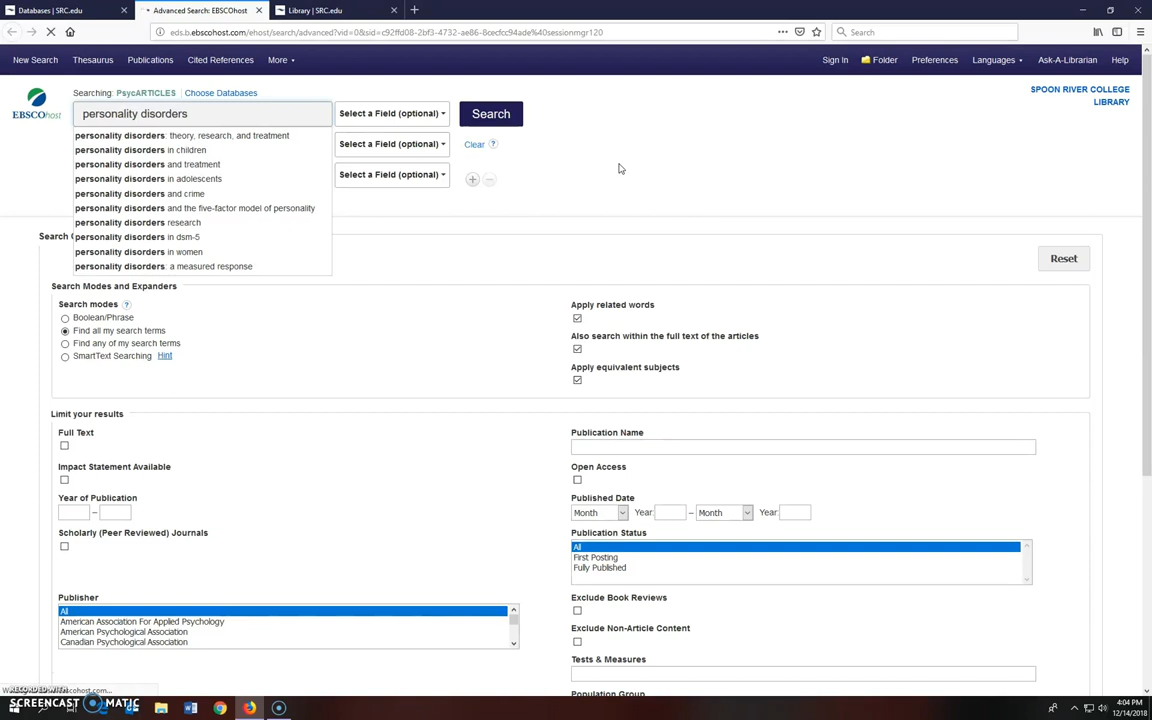 Databases | SRC.edu
Advanced Search: EBSCOhost
Library | SRC.edu
eds.b.ebscohost.com/ehost/search/advanced?vid=0&sid=c92ffd08-2bf3-4732-ae86-8cecfcc94ade%40sessionmgr120
Search
New Search Thesaurus Publications Cited References More
Sign In Folder Preferences Languages Ask-A-Librarian Help
Searching: PsycARTICLES Choose Databases
SPOON RIVER COLLEGE
LIBRARY
EBSCOhost
personality disorders Select a Field (optional) Search
personality disorders: theory, research, and treatment
personality disorders in children
Select a Field (optional) Clear ?
personality disorders and treatment
personality disorders in adolescents
Select a Field (optional)
personality disorders and crime
personality disorders and the five-factor model of personality
personality disorders research
personality disorders in dsm-5
personality disorders in women
personality disorders: a measured response
Reset
Search Modes and Expanders
Search modes ?
Boolean/Phrase
Find all my search terms
Find any of my search terms
SmartText Searching Hint
Apply related words
Also search within the full text of the articles
Apply equivalent subjects
Limit your results
Full Text
Publication Name
Impact Statement Available
Open Access
Year of Publication
–
Published Date
Month Year – Month Year
Scholarly (Peer Reviewed) Journals
Publication Status
All
First Posting
Fully Published
Publisher
All
American Association For Applied Psychology
American Psychological Association
Canadian Psychological Association
Exclude Book Reviews
Exclude Non-Article Content
Tests & Measures
Population Group
RECORDED WITH
SCREENCAST MATIC
4:04 PM
12/14/2018